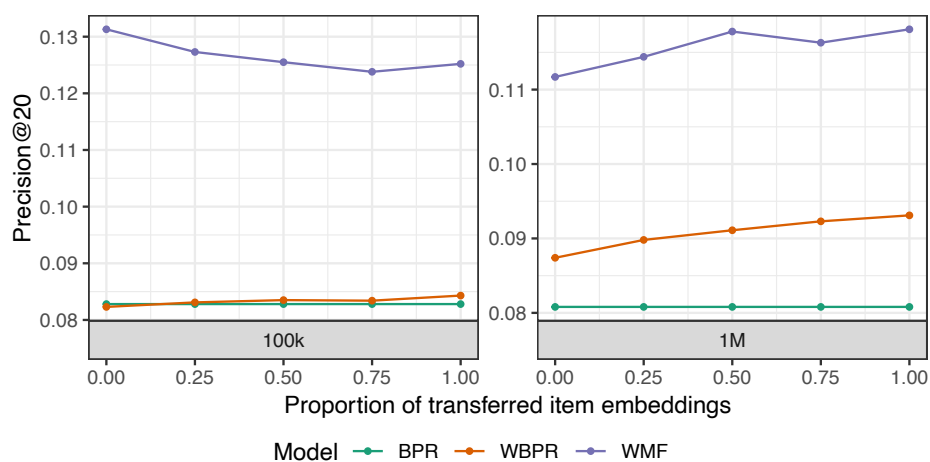 Precision@20
0.13
0.12
0.11
0.10
0.09
0.08
0.11
0.10
0.09
0.08
100k
1M
0.00 0.25 0.50 0.75 1.00
0.00 0.25 0.50 0.75 1.00
Proportion of transferred item embeddings
Model BPR WBPR WMF